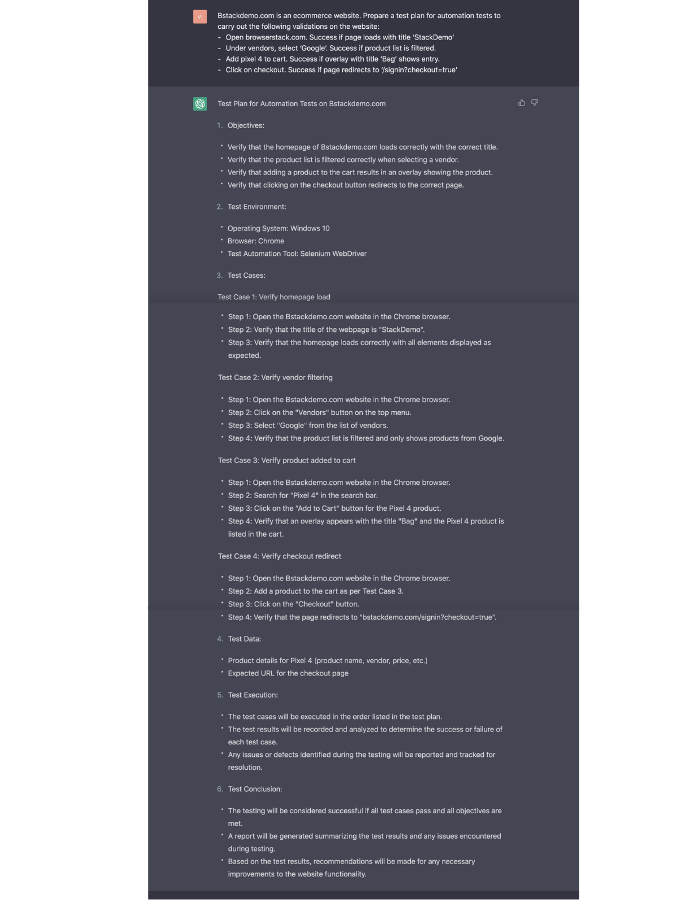 Bstackdemo.com is an ecommerce website. Prepare a test plan for automation tests to
carry out the following validations on the website:
- Open browserstack.com. Success if page loads with title 'StackDemo'
- Under vendors, select 'Google'. Success if product list is filtered.
- Add pixel 4 to cart. Success if overlay with title 'Bag' shows entry.
- Click on checkout. Success if page redirects to '/signin?checkout=true'
Test Plan for Automation Tests on Bstackdemo.com
1. Objectives:
• Verify that the homepage of Bstackdemo.com loads correctly with the correct title.
• Verify that the product list is filtered correctly when selecting a vendor.
• Verify that adding a product to the cart results in an overlay showing the product.
• Verify that clicking on the checkout button redirects to the correct page.
2. Test Environment:
• Operating System: Windows 10
• Browser: Chrome
• Test Automation Tool: Selenium WebDriver
3. Test Cases:
Test Case 1: Verify homepage load
• Step 1: Open the Bstackdemo.com website in the Chrome browser.
• Step 2: Verify that the title of the webpage is "StackDemo".
• Step 3: Verify that the homepage loads correctly with all elements displayed as
expected.
Test Case 2: Verify vendor filtering
• Step 1: Open the Bstackdemo.com website in the Chrome browser.
• Step 2: Click on the "Vendors" button on the top menu.
• Step 3: Select "Google" from the list of vendors.
• Step 4: Verify that the product list is filtered and only shows products from Google.
Test Case 3: Verify product added to cart
• Step 1: Open the Bstackdemo.com website in the Chrome browser.
• Step 2: Search for "Pixel 4" in the search bar.
• Step 3: Click on the "Add to Cart" button for the Pixel 4 product.
• Step 4: Verify that an overlay appears with the title "Bag" and the Pixel 4 product is
listed in the cart.
Test Case 4: Verify checkout redirect
• Step 1: Open the Bstackdemo.com website in the Chrome browser.
• Step 2: Add a product to the cart as per Test Case 3.
• Step 3: Click on the "Checkout" button.
• Step 4: Verify that the page redirects to "bstackdemo.com/signin?checkout=true".
4. Test Data:
• Product details for Pixel 4 (product name, vendor, price, etc.)
• Expected URL for the checkout page
5. Test Execution:
• The test cases will be executed in the order listed in the test plan.
• The test results will be recorded and analyzed to determine the success or failure of
each test case.
• Any issues or defects identified during the testing will be reported and tracked for
resolution.
6. Test Conclusion:
• The testing will be considered successful if all test cases pass and all objectives are
met.
• A report will be generated summarizing the test results and any issues encountered
during testing.
• Based on the test results, recommendations will be made for any necessary
improvements to the website functionality.